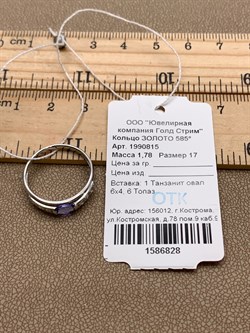 ООО "Ювелирная
компания Голд Стрим"
Кольцо ЗОЛОТО 585*
Арт. 1990815
Масса 1,78 Размер 17
Цена за гр
Цена изд
Вставка: 1 Танзанит овал
6х4, 6 Топаз
ОТК
Юр. адрес: 156012, г.Кострома,
ул.Костромская, д.78 пом.9 каб.9
1586828